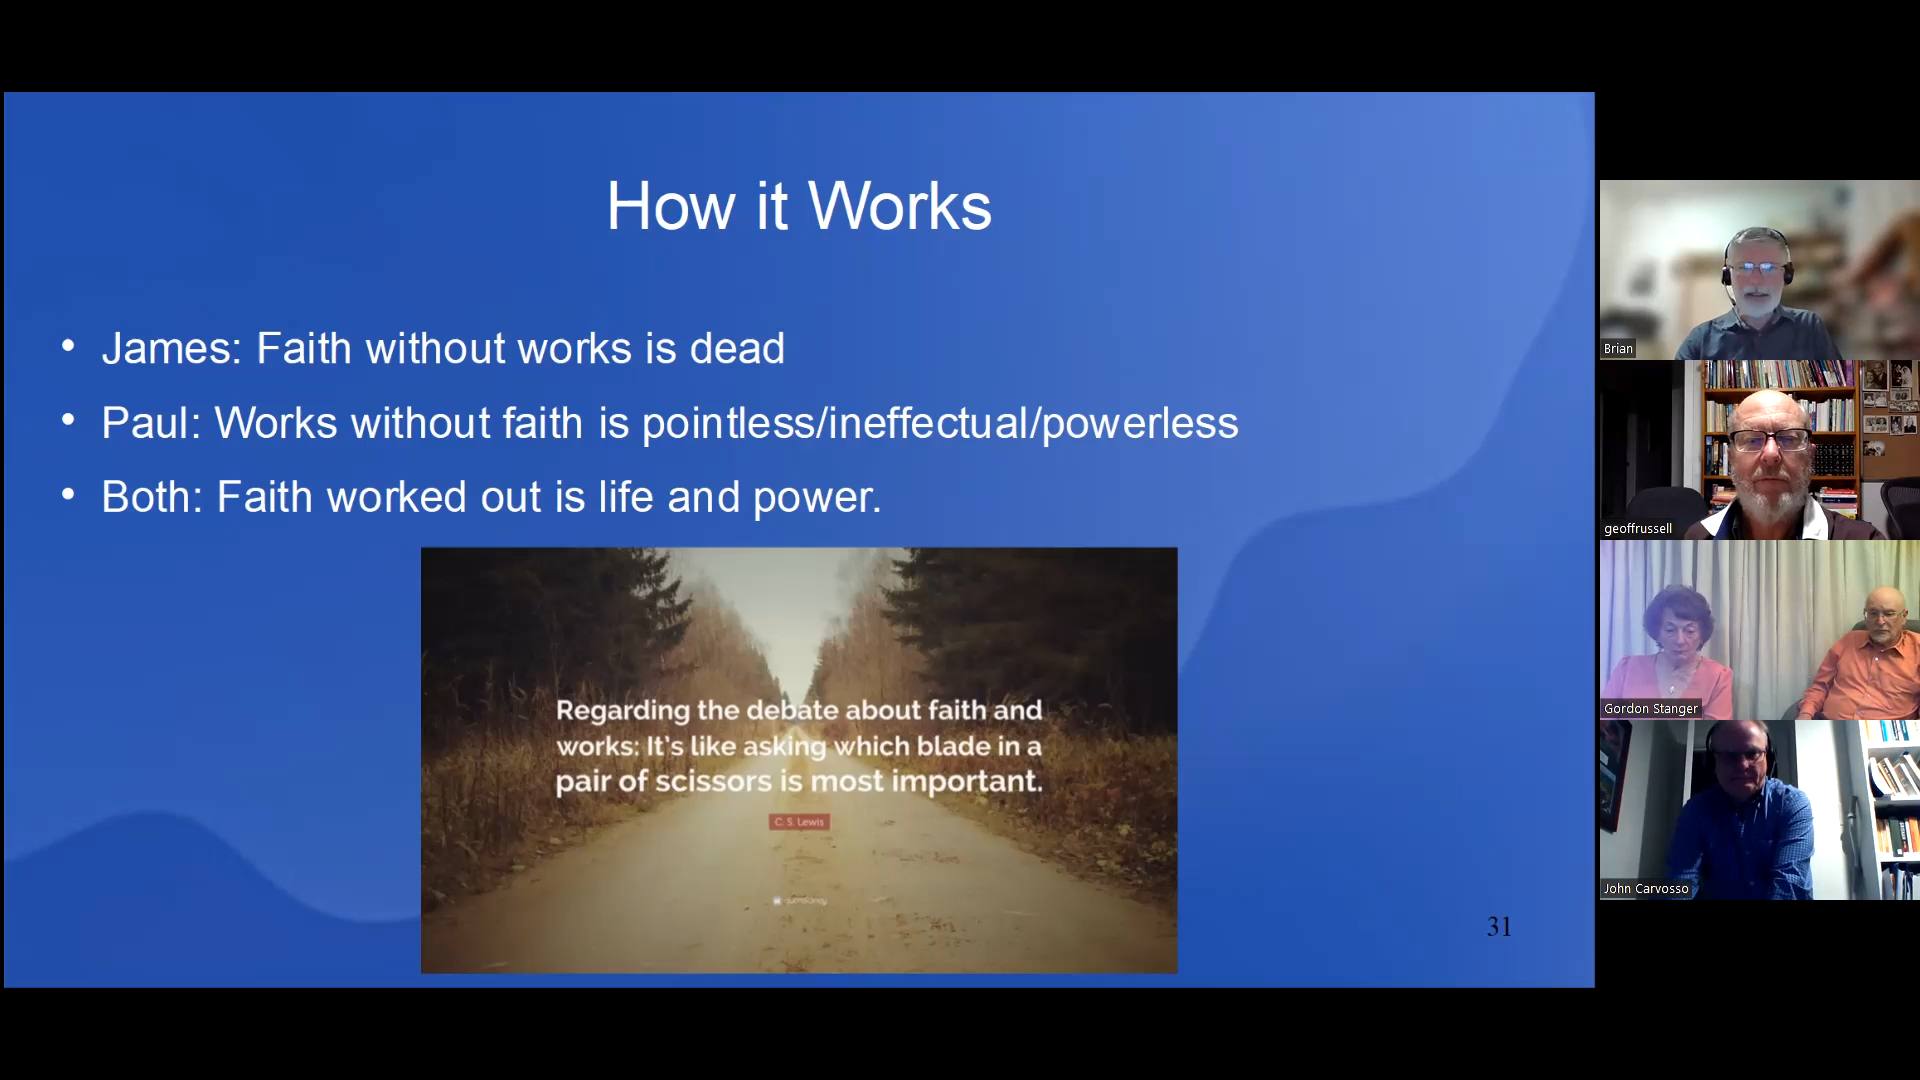 How it Works
• James: Faith without works is dead
• Paul: Works without faith is pointless/ineffectual/powerless
• Both: Faith worked out is life and power.
Regarding the debate about faith and
works: It's like asking which blade in a
pair of scissors is most important.
C. S. Lewis
quotefancy
31
Brian
geoffrussell
Gordon Stanger
John Carvosso